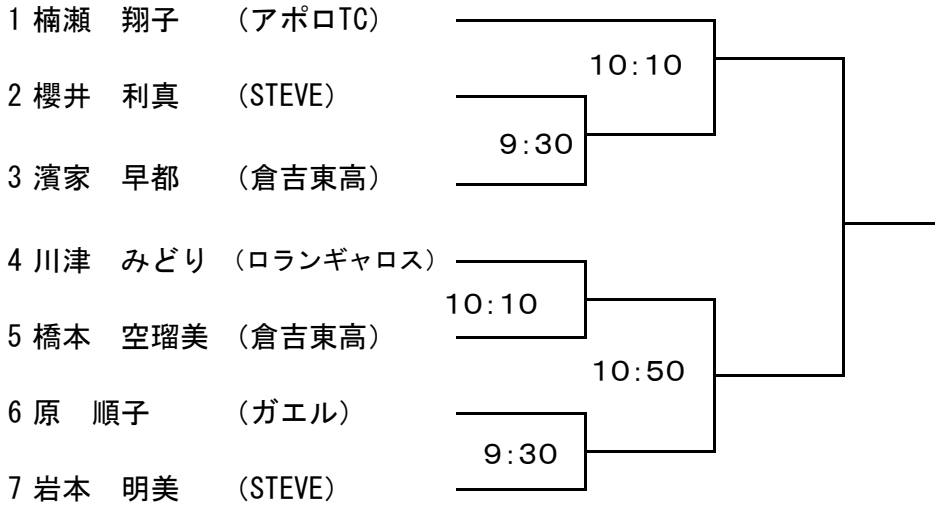 1 楠瀬　翔子　（アポロTC）
10:10
2 櫻井　利真　（STEVE）
9:30
3 濱家　早都　（倉吉東高）
4 川津　みどり　（ロランギャロス）
10:10
5 橋本　空瑠美　（倉吉東高）
10:50
6 原　順子　（ガエル）
9:30
7 岩本　明美　（STEVE）